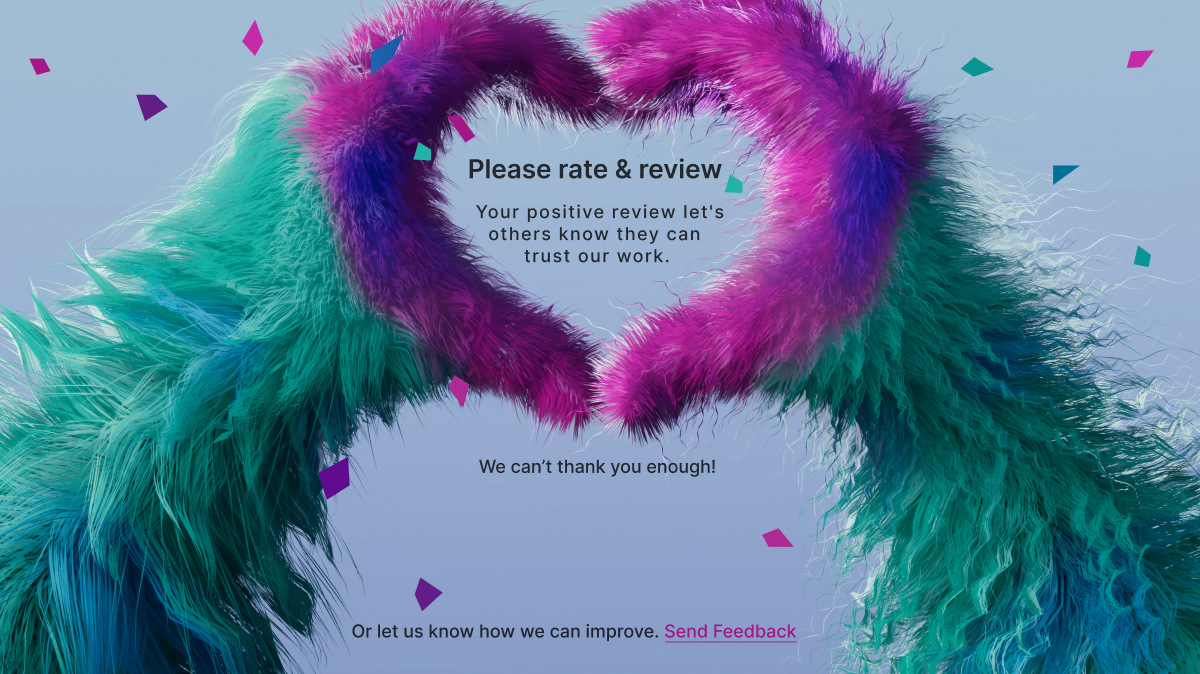 Please rate & review
Your positive review let's
others know they can
trust our work.
We can’t thank you enough!
Or let us know how we can improve. Send Feedback